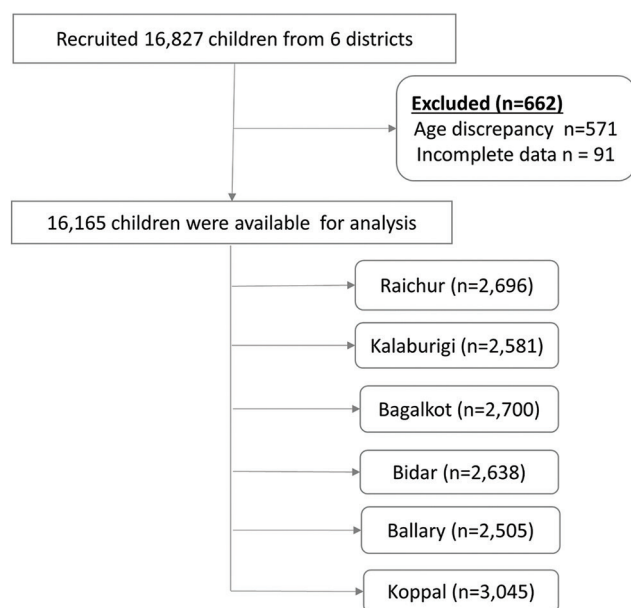 Recruited 16,827 children from 6 districts
Excluded (n=662)
Age discrepancy n=571
Incomplete data n = 91
16,165 children were available for analysis
Raichur (n=2,696)
Kalaburigi (n=2,581)
Bagalkot (n=2,700)
Bidar (n=2,638)
Ballary (n=2,505)
Koppal (n=3,045)